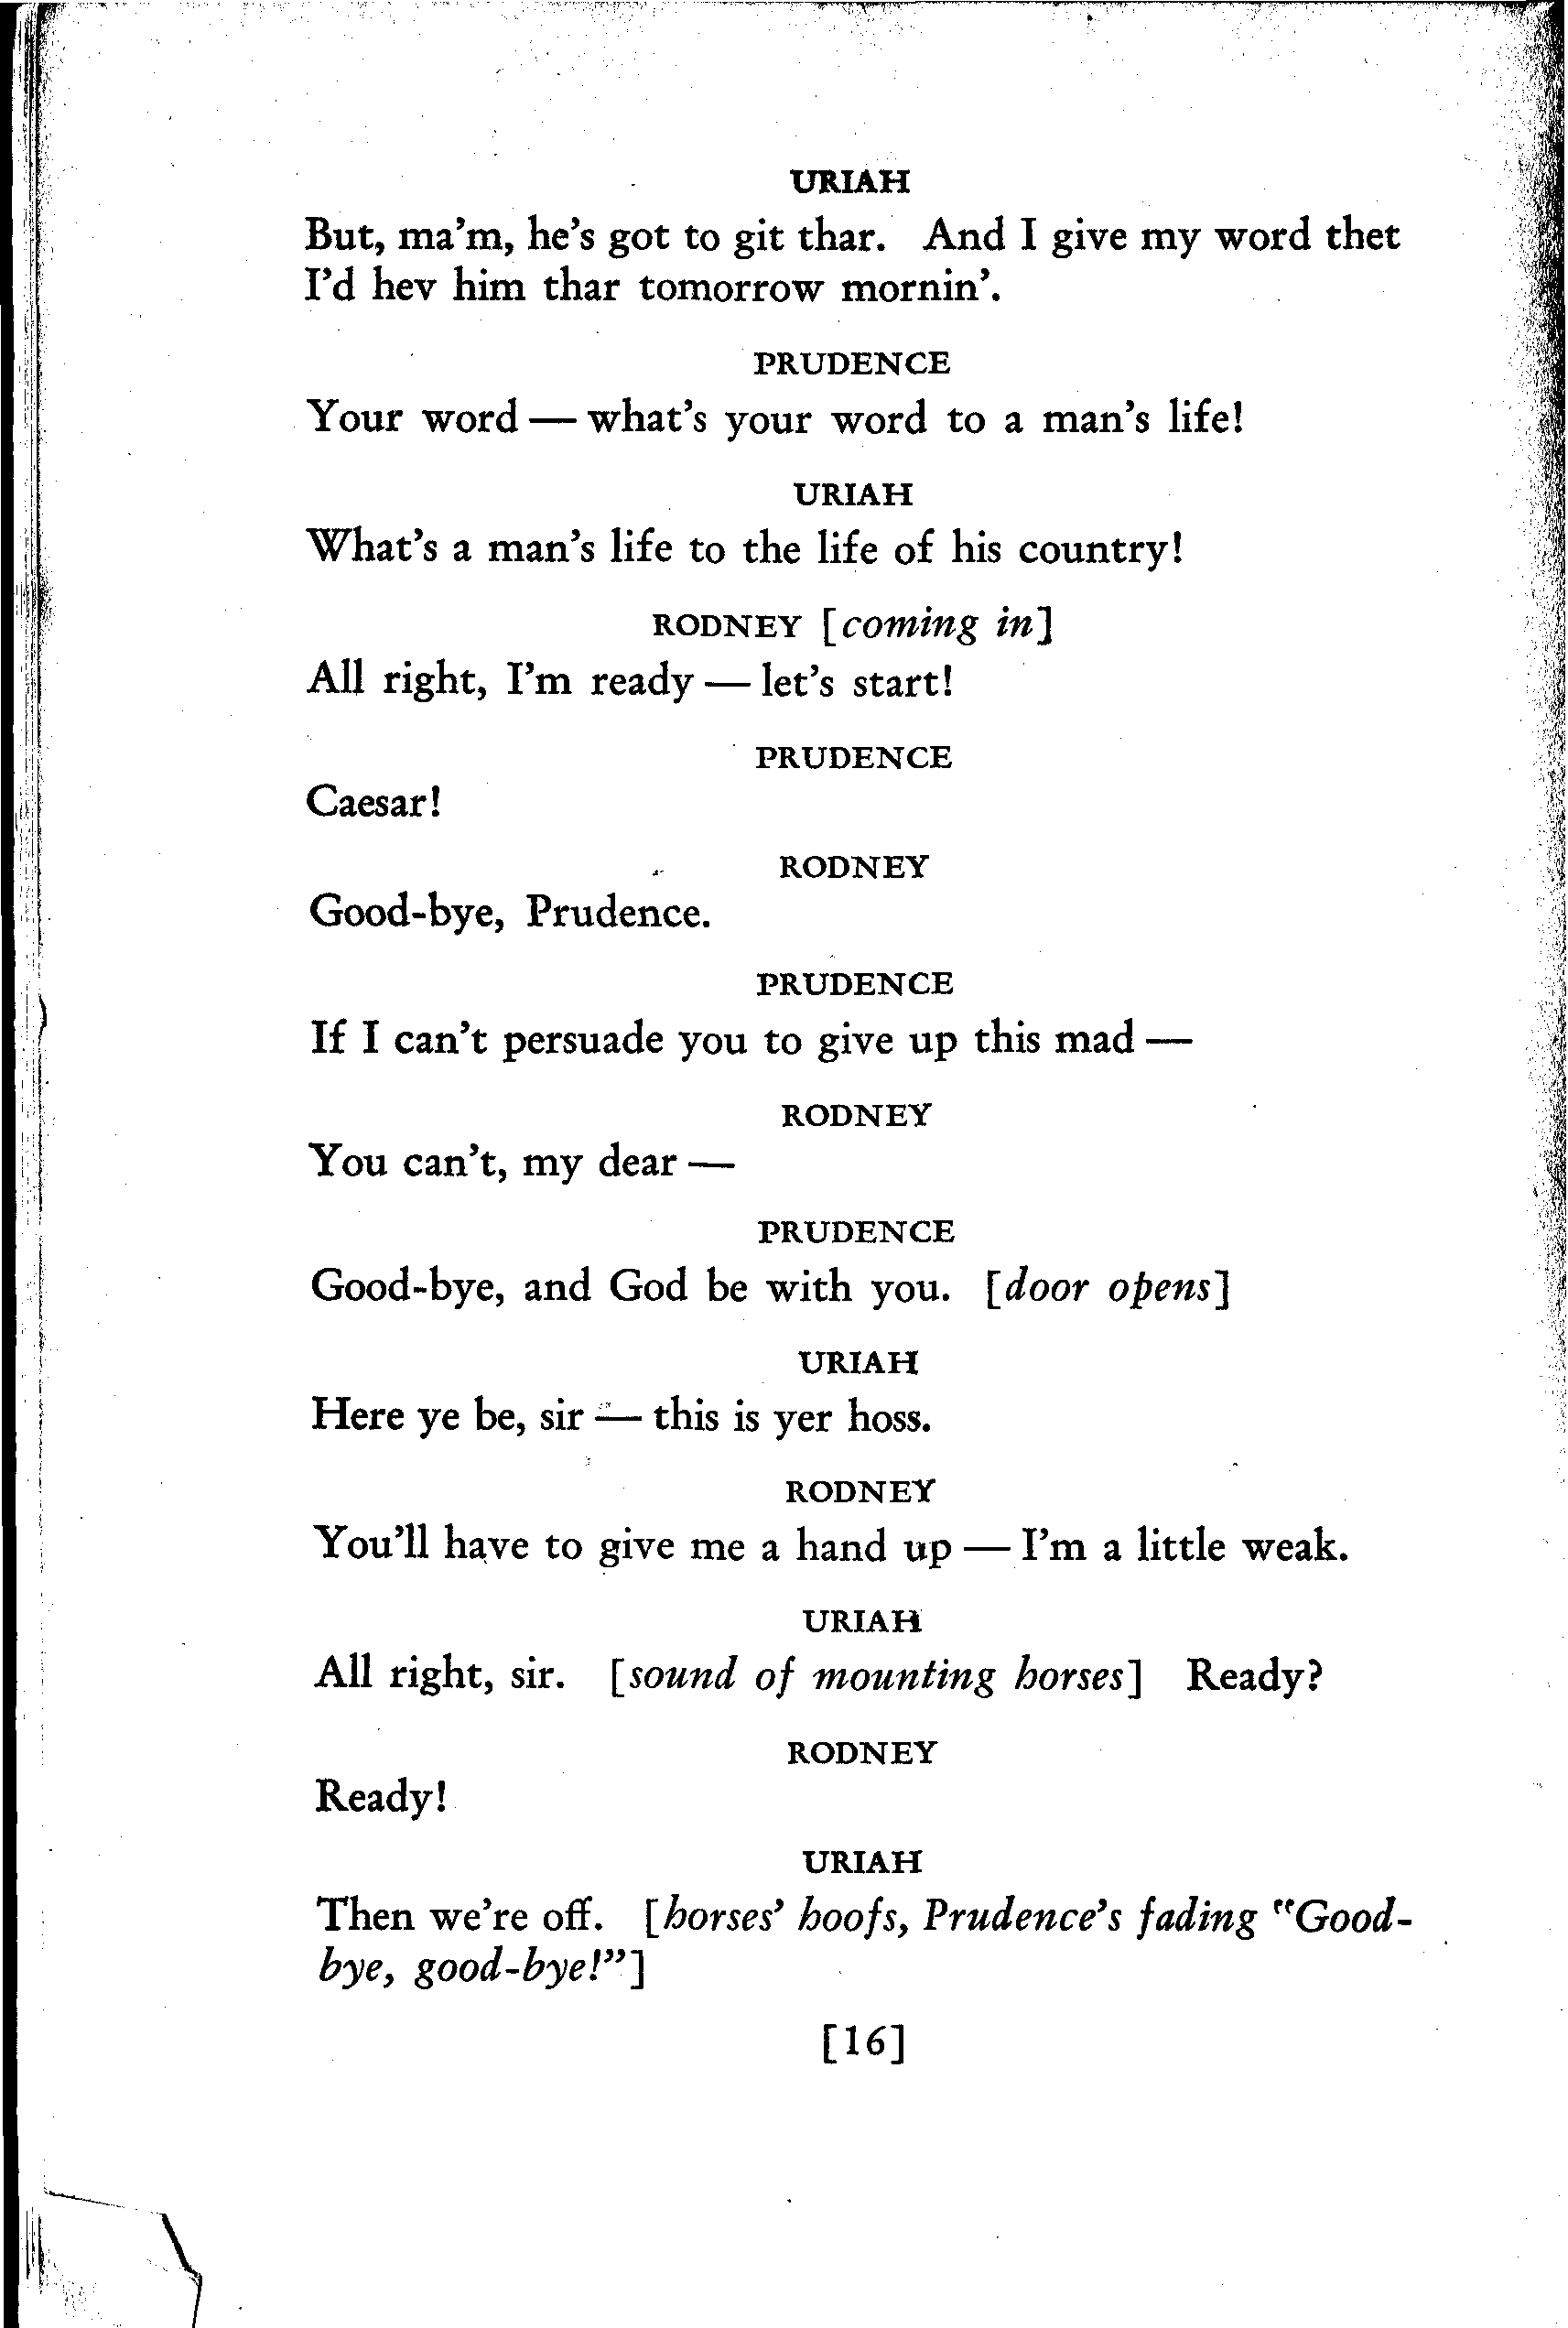 URIAH
But, ma'm, he's got to git thar. And I give my word thet
I'd hev him thar tomorrow mornin'.
PRUDENCE
Your word — what's your word to a man's life!
URIAH
What's a man's life to the life of his country!
RODNEY [coming in]
All right, I'm ready — let's start!
PRUDENCE
Caesar!
RODNEY
Good-bye, Prudence.
PRUDENCE
If I can't persuade you to give up this mad —
RODNEY
You can't, my dear —
PRUDENCE
Good-bye, and God be with you. [door opens]
URIAH
Here ye be, sir — this is yer hoss.
RODNEY
You'll have to give me a hand up — I'm a little weak.
URIAH
All right, sir. [sound of mounting horses] Ready?
RODNEY
Ready!
URIAH
Then we're off. [horses' hoofs, Prudence's fading "Good-
bye, good-bye!"]
[16]